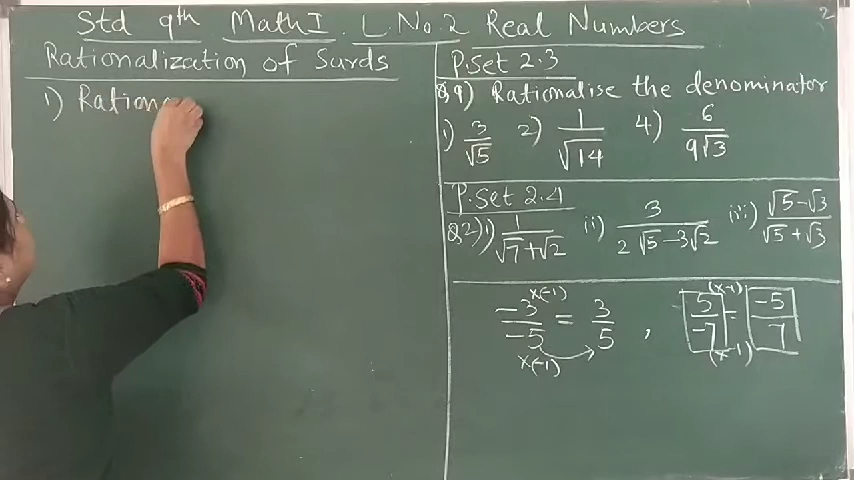 Std 9th Math I. L.No.2 Real Numbers
2
Rationalization of Surds
1) Rationa
P.Set 2.3
Q.9) Rationalise the denominator
1) 3/√5 2) 1/√14 4) 6/9√3
P.Set 2.4
Q2) i) 1/√7+√2 ii) 3/2√5-3√2 iii) √5-√3/√5+√3
-3×(-1)/-5×(-1) = 3/5 , 5(×-1)/-7(×-1) = -5/7